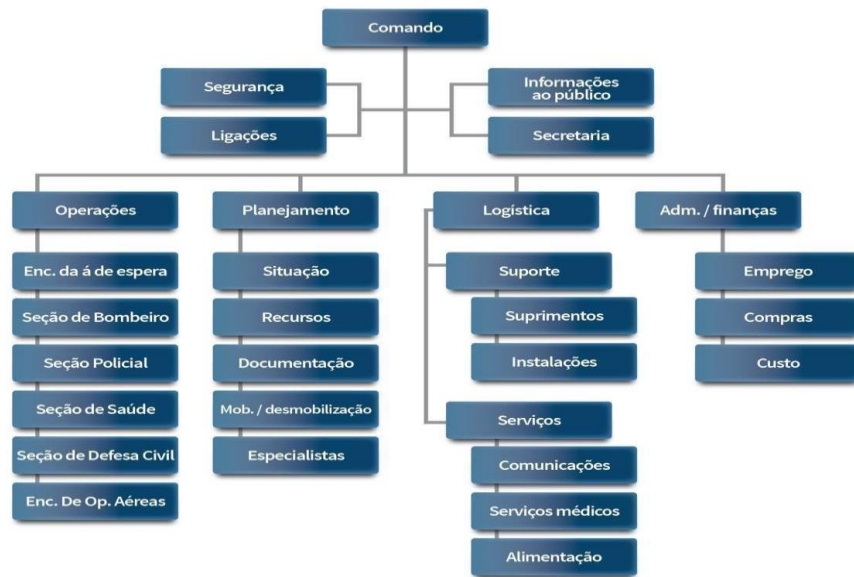 Comando
Segurança
Informações
ao público
Ligações
Secretaria
Operações
Planejamento
Logística
Adm. / finanças
Enc. da á de espera
Situação
Suporte
Emprego
Seção de Bombeiro
Recursos
Suprimentos
Compras
Seção Policial
Documentação
Instalações
Custo
Seção de Saúde
Mob. / desmobilização
Serviços
Seção de Defesa Civil
Especialistas
Comunicações
Enc. De Op. Aéreas
Serviços médicos
Alimentação